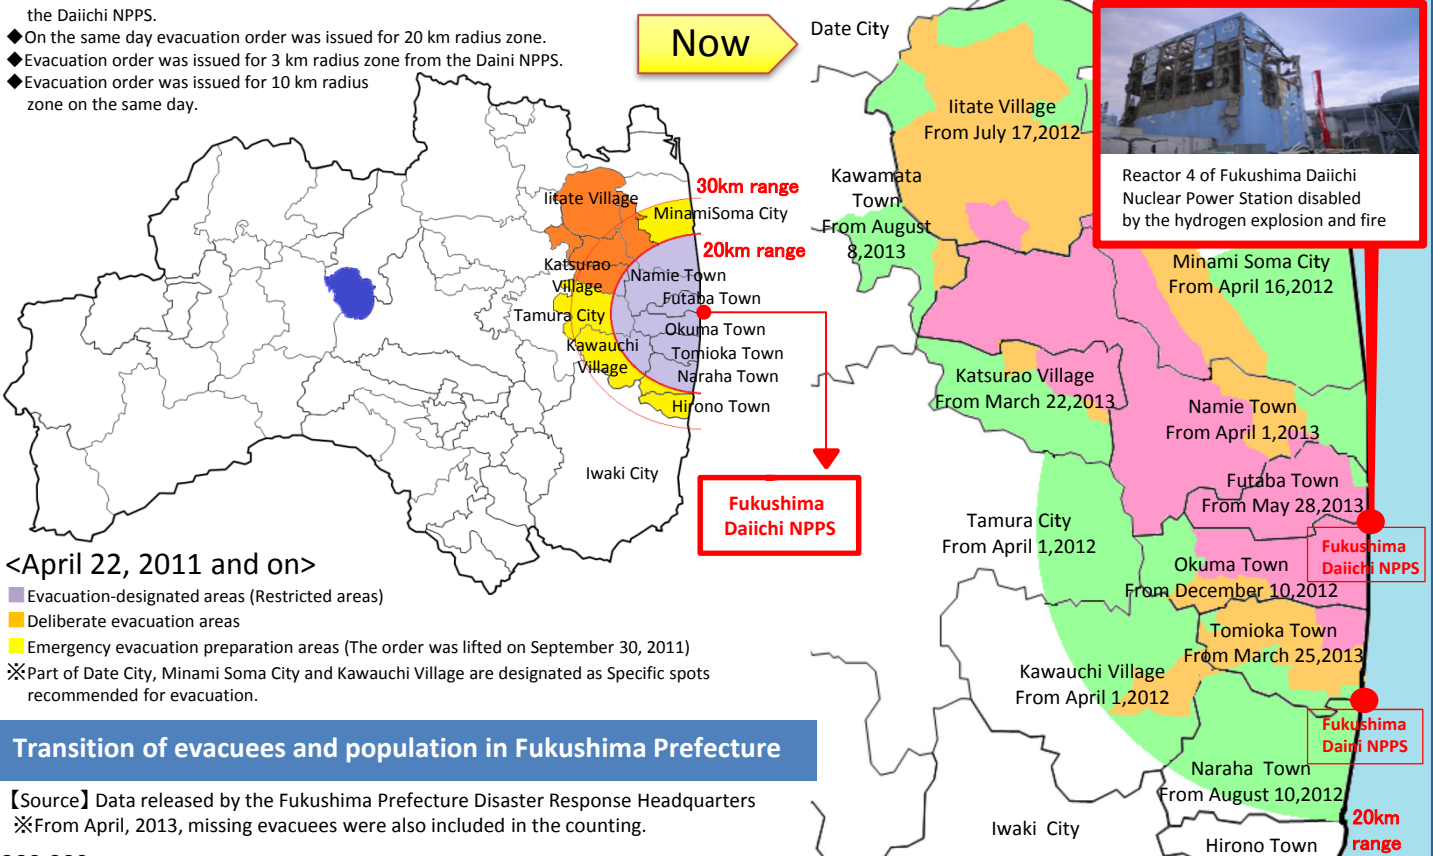 the Daiichi NPPS.
◆On the same day evacuation order was issued for 20 km radius zone.
◆Evacuation order was issued for 3 km radius zone from the Daini NPPS.
◆Evacuation order was issued for 10 km radius
zone on the same day.
Iitate Village
30km range
MinamiSoma City
20km range
Katsurao
Village
Namie Town
Futaba Town
Tamura City
Okuma Town
Kawauchi
Village
Tomioka Town
Naraha Town
Hirono Town
Iwaki City
Fukushima
Daiichi NPPS
<April 22, 2011 and on>
Evacuation-designated areas (Restricted areas)
Deliberate evacuation areas
Emergency evacuation preparation areas (The order was lifted on September 30, 2011)
※Part of Date City, Minami Soma City and Kawauchi Village are designated as Specific spots
recommended for evacuation.
Transition of evacuees and population in Fukushima Prefecture
【Source】Data released by the Fukushima Prefecture Disaster Response Headquarters
※From April, 2013, missing evacuees were also included in the counting.
Now
Date City
Iitate Village
From July 17,2012
Reactor 4 of Fukushima Daiichi
Nuclear Power Station disabled
by the hydrogen explosion and fire
Kawamata
Town
From August
8,2013
Minami Soma City
From April 16,2012
Katsurao Village
From March 22,2013
Namie Town
From April 1,2013
Futaba Town
From May 28,2013
Tamura City
From April 1,2012
Fukushima
Daiichi NPPS
Okuma Town
From December 10,2012
Tomioka Town
From March 25,2013
Kawauchi Village
From April 1,2012
Fukushima
Daini NPPS
Naraha Town
From August 10,2012
Iwaki City
20km
range
Hirono Town